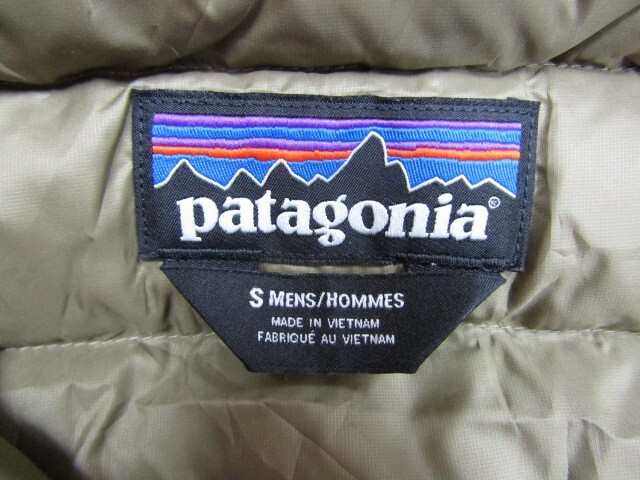 patagonia®
S MENS/HOMMES
MADE IN VIETNAM
FABRIQUÉ AU VIETNAM